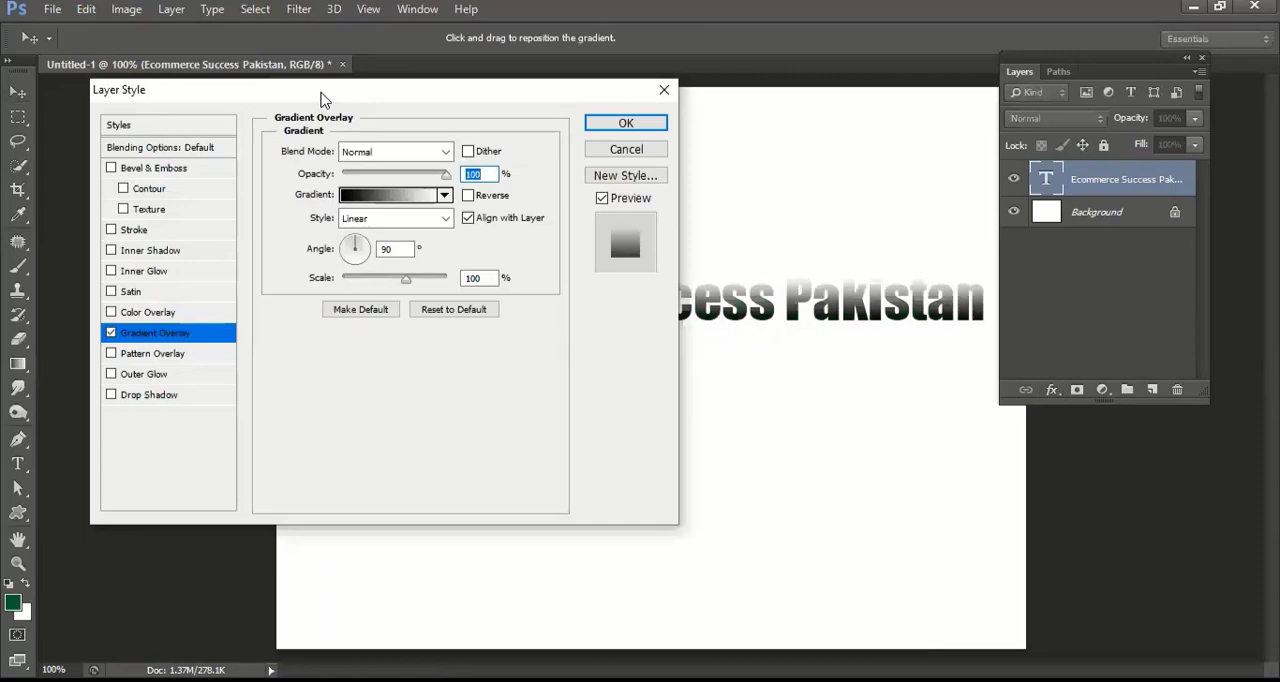 Ps File Edit Image Layer Type Select Filter 3D View Window Help
Click and drag to reposition the gradient.
Essentials
Untitled-1 @ 100% (Ecommerce Success Pakistan, RGB/8) *
Layer Style
Styles
Blending Options: Default
Bevel & Emboss
Contour
Texture
Stroke
Inner Shadow
Inner Glow
Satin
Color Overlay
Gradient Overlay
Pattern Overlay
Outer Glow
Drop Shadow
Gradient Overlay
Gradient
Blend Mode: Normal Dither
Opacity: 100 %
Gradient: Reverse
Style: Linear Align with Layer
Angle: 90 °
Scale: 100 %
Make Default Reset to Default
OK
Cancel
New Style...
Preview
cess Pakistan
Layers Paths
Kind T
Normal Opacity: 100%
Lock: Fill: 100%
T Ecommerce Success Pak...
Background
fx
T
100% Doc: 1.37M/278.1K